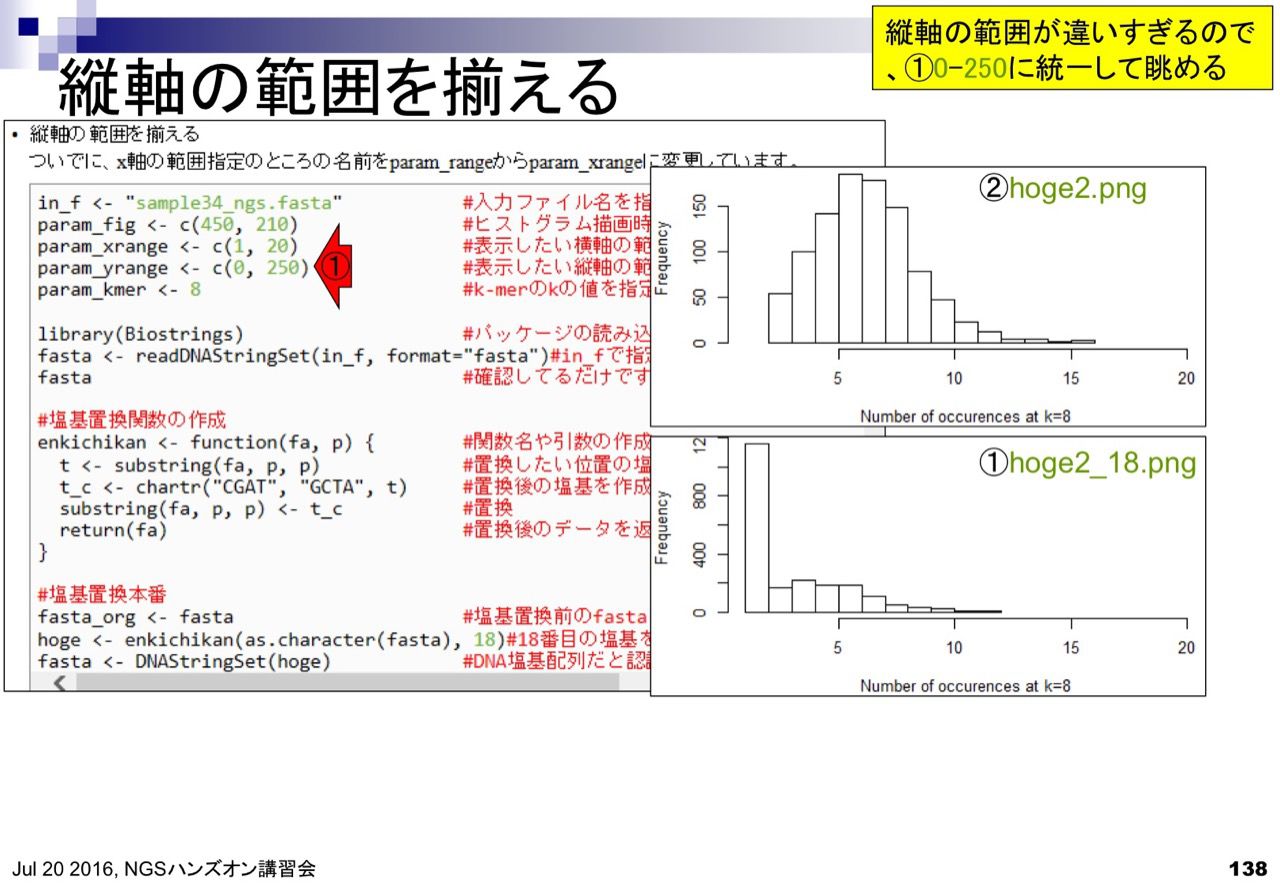 縦軸の範囲が違いすぎるので
、①0-250に統一して眺める
縦軸の範囲を揃える
• 縦軸の範囲を揃える
ついでに、x軸の範囲指定のところの名前をparam_rangeからparam_xrangeに変更しています。
in_f <- "sample34_ngs.fasta" #入力ファイル名を指
param_fig <- c(450, 210) #ヒストグラム描画時
param_xrange <- c(1, 20) #表示したい横軸の範
param_yrange <- c(0, 250) ① #表示したい縦軸の範
param_kmer <- 8 #k-merのkの値を指定
library(Biostrings) #パッケージの読み込
fasta <- readDNAStringSet(in_f, format="fasta")#in_fで指定
fasta #確認してるだけです
#塩基置換関数の作成
enkichikan <- function(fa, p) { #関数名や引数の作成
t <- substring(fa, p, p) #置換したい位置の塩
t_c <- chartr("CGAT", "GCTA", t) #置換後の塩基を作成
substring(fa, p, p) <- t_c #置換
return(fa) #置換後のデータを返
}
#塩基置換本番
fasta_org <- fasta #塩基置換前のfasta
hoge <- enkichikan(as.character(fasta), 18)#18番目の塩基を
fasta <- DNAStringSet(hoge) #DNA塩基配列だと認
②hoge2.png
Frequency
150
100
50
0
5 10 15 20
Number of occurences at k=8
①hoge2_18.png
Frequency
12
800
400
0
5 10 15 20
Number of occurences at k=8
Jul 20 2016, NGSハンズオン講習会
138